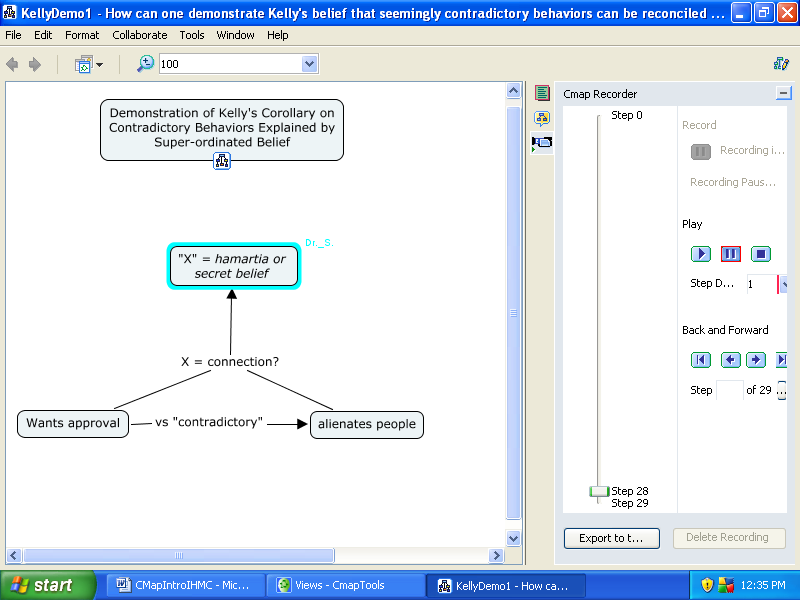 KellyDemo1 - How can one demonstrate Kelly's belief that seemingly contradictory behaviors can be reconciled ...
File Edit Format Collaborate Tools Window Help
100
Demonstration of Kelly's Corollary on
Contradictory Behaviors Explained by
Super-ordinated Belief
Dr._S.
"X" = hamartia or
secret belief
X = connection?
Wants approval
vs "contradictory"
alienates people
Cmap Recorder
Step 0
Step 28
Step 29
Record
Recording i...
Recording Paus...
Play
Step D... 1
Back and Forward
Step of 29 ...
Export to t... Delete Recording
start CMapIntroIHMC - Mic... Views - CmapTools KellyDemo1 - How ca... 12:35 PM